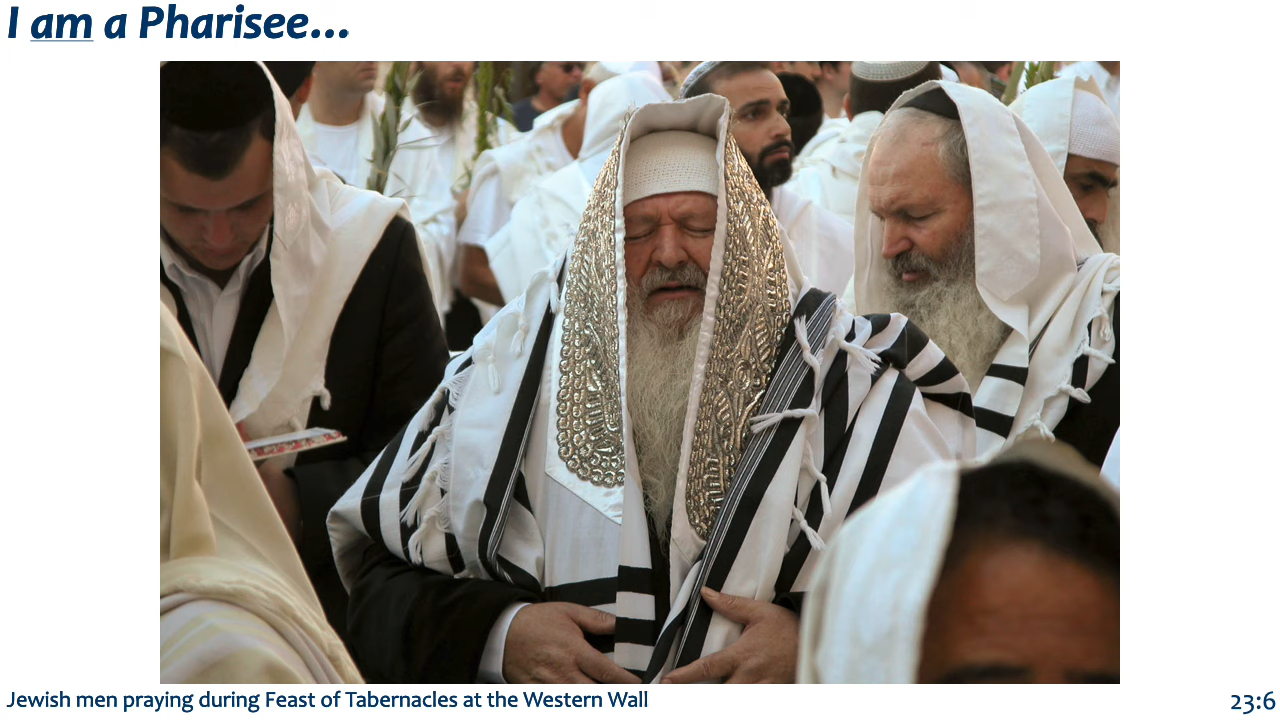 I am a Pharisee...
Jewish men praying during Feast of Tabernacles at the Western Wall
23:6